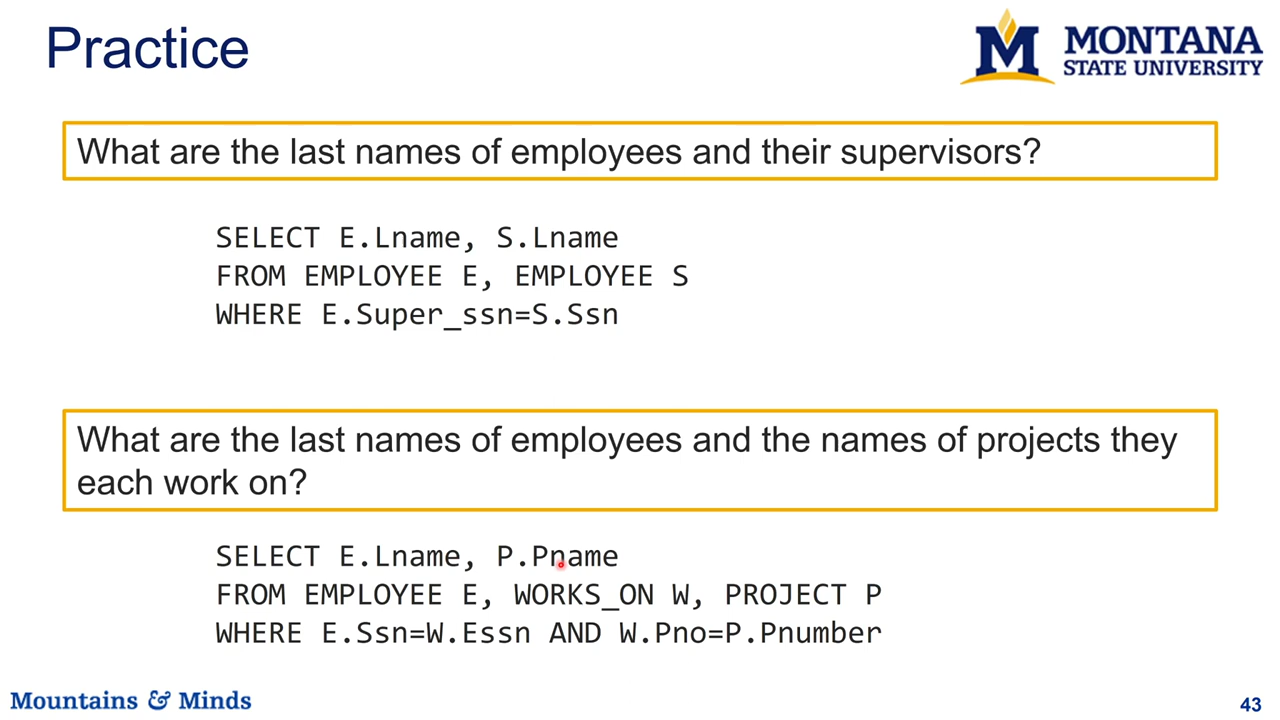 Practice
MONTANA
STATE UNIVERSITY
What are the last names of employees and their supervisors?
SELECT E.Lname, S.Lname
FROM EMPLOYEE E, EMPLOYEE S
WHERE E.Super_ssn=S.Ssn
What are the last names of employees and the names of projects they
each work on?
SELECT E.Lname, P.Pname
FROM EMPLOYEE E, WORKS_ON W, PROJECT P
WHERE E.Ssn=W.Essn AND W.Pno=P.Pnumber
Mountains & Minds
43